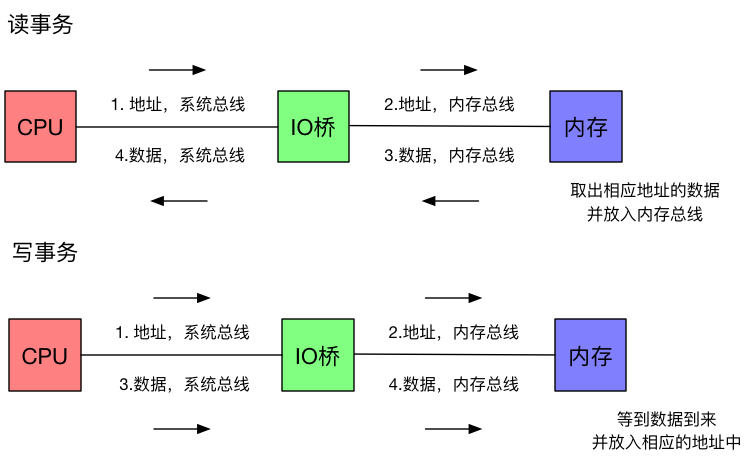 读事务
1. 地址，系统总线
2.地址，内存总线
CPU
IO桥
内存
4.数据，系统总线
3.数据，内存总线
取出相应地址的数据
并放入内存总线
写事务
1. 地址，系统总线
2.地址，内存总线
CPU
IO桥
内存
3.数据，系统总线
4.数据，内存总线
等到数据到来
并放入相应的地址中